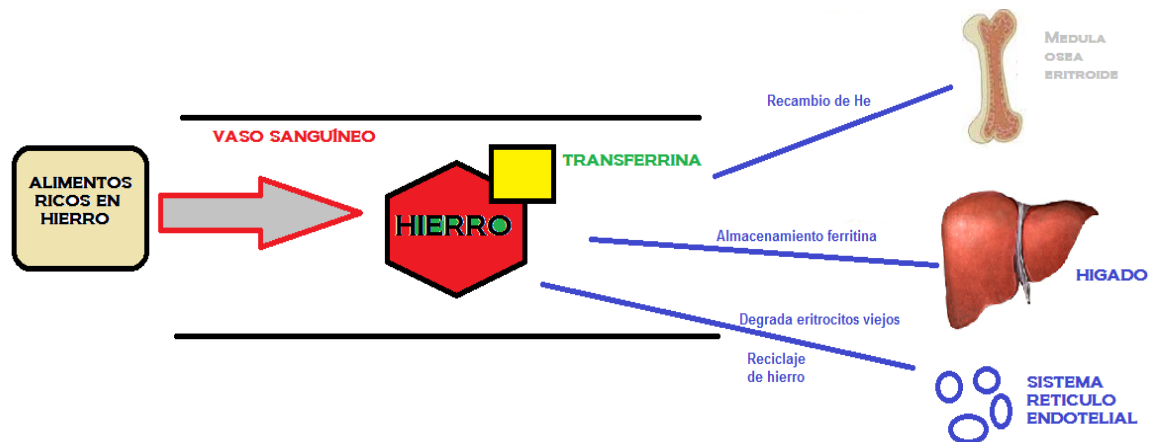 ALIMENTOS
RICOS EN
HIERRO
VASO SANGUÍNEO
HIERRO
TRANSFERRINA
Recambio de He
MEDULA
OSEA
ERITROIDE
Almacenamiento ferritina
HIGADO
Degrada eritrocitos viejos
Reciclaje
de hierro
SISTEMA
RETICULO
ENDOTELIAL